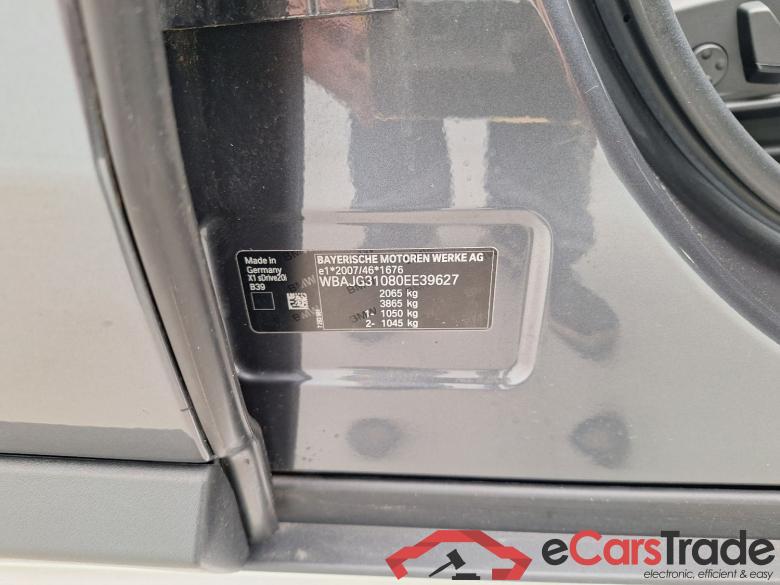 Made in
Germany
X1 sDrive20i
B39
BAYERISCHE MOTOREN WERKE AG
e1*2007/46*1676
WBAJG31080EE39627
2065 kg
3865 kg
1- 1050 kg
2- 1045 kg
eCarsTrade
electronic, efficient & easy